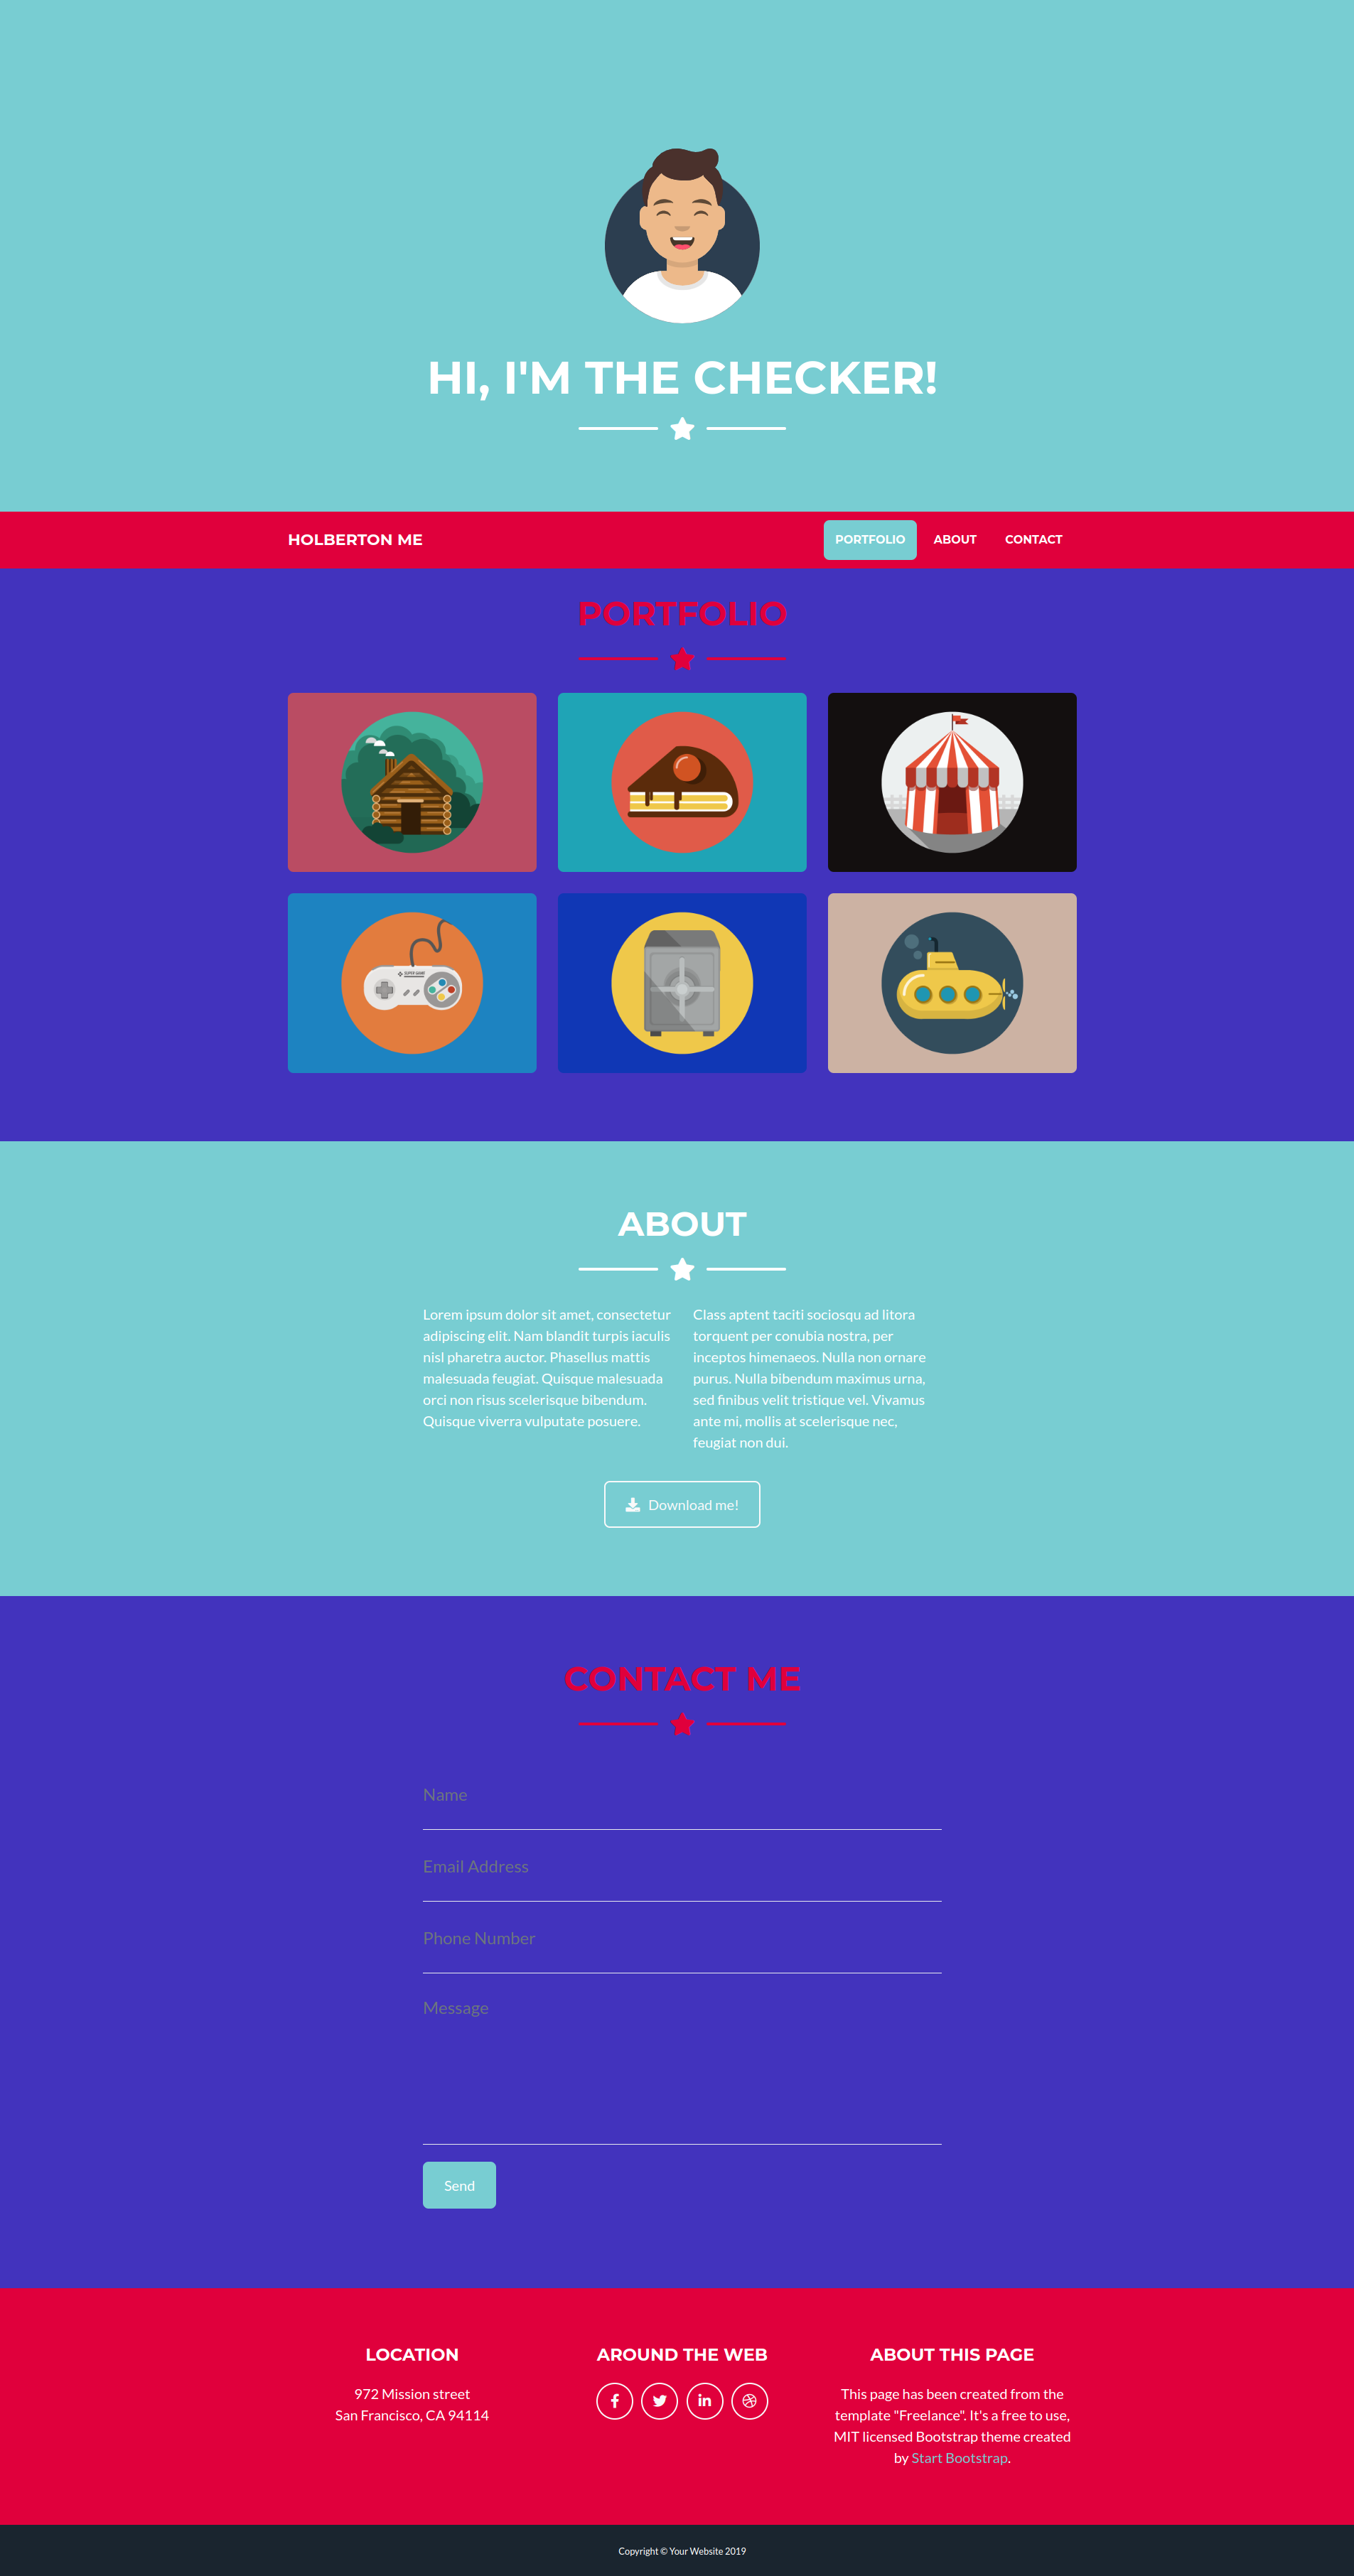 HI, I'M THE CHECKER!
HOLBERTON ME
PORTFOLIO
ABOUT
CONTACT
PORTFOLIO
SUPER GAME
ABOUT
Lorem ipsum dolor sit amet, consectetur
adipiscing elit. Nam blandit turpis iaculis
nisl pharetra auctor. Phasellus mattis
malesuada feugiat. Quisque malesuada
orci non risus scelerisque bibendum.
Quisque viverra vulputate posuere.
Class aptent taciti sociosqu ad litora
torquent per conubia nostra, per
inceptos himenaeos. Nulla non ornare
purus. Nulla bibendum maximus urna,
sed finibus velit tristique vel. Vivamus
ante mi, mollis at scelerisque nec,
feugiat non dui.
Download me!
CONTACT ME
Name
Email Address
Phone Number
Message
Send
LOCATION
972 Mission street
San Francisco, CA 94114
AROUND THE WEB
ABOUT THIS PAGE
This page has been created from the
template "Freelance". It's a free to use,
MIT licensed Bootstrap theme created
by Start Bootstrap.
Copyright © Your Website 2019